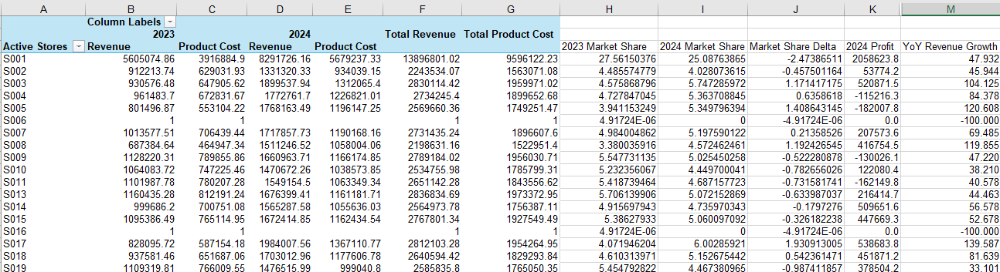 A B C D E F G H I J K L M
Column Labels
2023 2024 Total Revenue Total Product Cost
Active Stores Revenue Product Cost Revenue Product Cost 2023 Market Share 2024 Market Share Market Share Delta 2024 Profit YoY Revenue Growth
S001 5605074.86 3916884.9 8291726.16 5679237.33 13896801.02 9596122.23 27.56150376 25.08763865 -2.47386511 2058623.8 47.932
S002 912213.74 629031.93 1331320.33 934039.15 2243534.07 1563071.08 4.485574779 4.028073615 -0.457501164 53774.2 45.944
S003 930576.48 647905.62 1899537.94 1312065.4 2830114.42 1959971.02 4.575868796 5.747285972 1.171417175 520871.5 104.125
S004 961483.7 672831.67 1772761.7 1226821.01 2734245.4 1899652.68 4.727847045 5.363708845 0.6358618 -115216.3 84.378
S005 801496.87 553104.22 1768163.49 1196147.25 2569660.36 1749251.47 3.941153249 5.349796394 1.408643145 -182007.8 120.608
S006 1 1 1 1 4.91724E-06 0 -4.91724E-06 0.0 -100.000
S007 1013577.51 706439.44 1717857.73 1190168.16 2731435.24 1896607.6 4.984004862 5.197590122 0.21358526 207573.6 69.485
S008 687384.64 464947.34 1511246.52 1058004.06 2198631.16 1522951.4 3.380035916 4.572462461 1.192426545 416754.5 119.855
S009 1128220.31 789855.86 1660963.71 1166174.85 2789184.02 1956030.71 5.547731135 5.025450258 -0.522280878 -130026.1 47.220
S010 1064083.72 747225.46 1470672.26 1038573.85 2534755.98 1785799.31 5.232356067 4.449700041 -0.782656026 122080.4 38.210
S011 1101987.78 780207.28 1549154.5 1063349.34 2651142.28 1843556.62 5.418739464 4.687157723 -0.731581741 -162149.8 40.578
S013 1160435.28 812191.24 1676399.41 1161181.71 2836834.69 1973372.95 5.706139906 5.072152869 -0.633987037 216414.7 44.463
S014 999686.2 700751.08 1565287.58 1055636.03 2564973.78 1756387.11 4.915697943 4.735970343 -0.1797276 509651.6 56.578
S015 1095386.49 765114.95 1672414.85 1162434.54 2767801.34 1927549.49 5.38627933 5.060097092 -0.326182238 447669.3 52.678
S016 1 1 1 1 4.91724E-06 0 -4.91724E-06 0.0 -100.000
S017 828095.72 587154.18 1984007.56 1367110.77 2812103.28 1954264.95 4.071946204 6.00285921 1.930913005 538683.8 139.587
S018 937581.46 651687.06 1703012.96 1177606.78 2640594.42 1829293.84 4.610313971 5.152675442 0.542361471 451871.2 81.639
S019 1109319.81 766009.55 1476515.99 999040.8 2585835.8 1765050.35 5.454792822 4.467380965 -0.987411857 378504.2 33.101